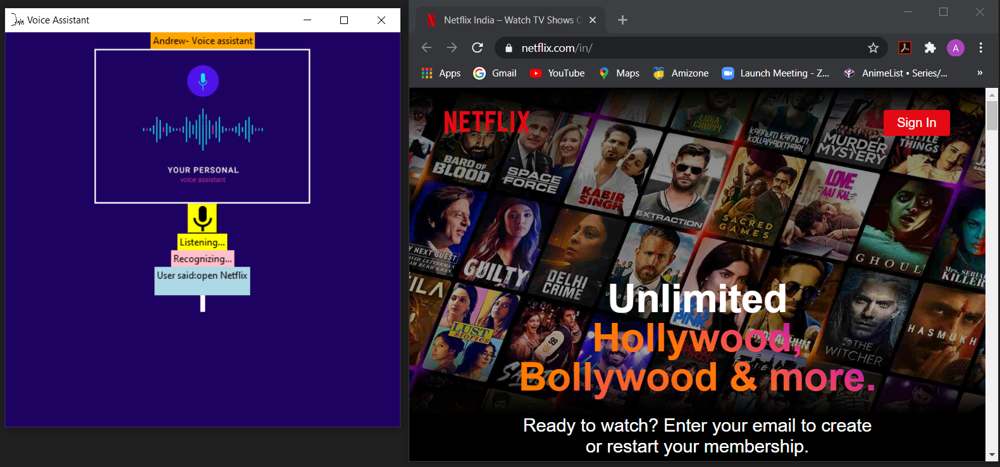 Voice Assistant
Andrew- Voice assistant
YOUR PERSONAL
voice assistant
Listening...
Recognizing...
User said:open Netflix
Netflix India – Watch TV Shows O
netflix.com/in/
A
Apps
Gmail
YouTube
Maps
Amizone
Launch Meeting - Z...
AnimeList • Series/...
»
NETFLIX
Sign In
LUKA
CHUPPI
KANNUM KANNUM
KOLLAIYADITHAAL
MURDER
MYSTERY
LITTLE
THINGS
BARD OF
BLOOD
SPACE
FORCE
KABIR
SINGH
EXTRACTION
SACRED
GAMES
LOVE
AAJ KAL
GHOUL
MRS. SERIAL
KILLER
MY NEXT GUEST
DAVID LETTERMAN
SHAH RUKH KHAN
GUILTY
DELHI
CRIME
PINK
THE
WITCHER
HASMUKH
LUST
stories
99
Unlimited
Hollywood,
Bollywood & more.
Ready to watch? Enter your email to create
or restart your membership.